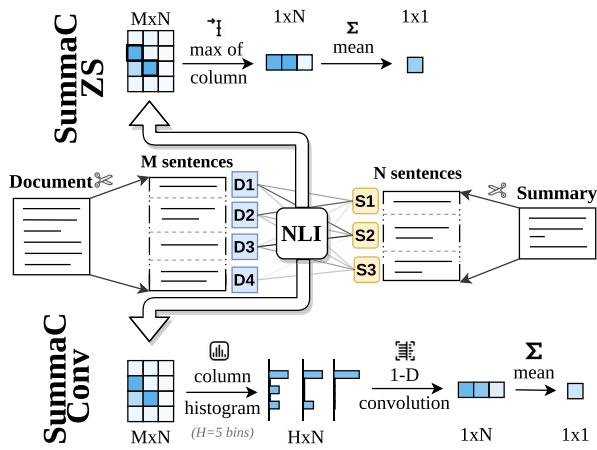 SummaC
ZS
MxN
max of
column
1xN
Σ
mean
1x1
Document
M sentences
D1
D2
D3
D4
NLI
S1
S2
S3
N sentences
Summary
SummaC
Conv
MxN
column
histogram
(H=5 bins)
HxN
1-D
convolution
1xN
Σ
mean
1x1